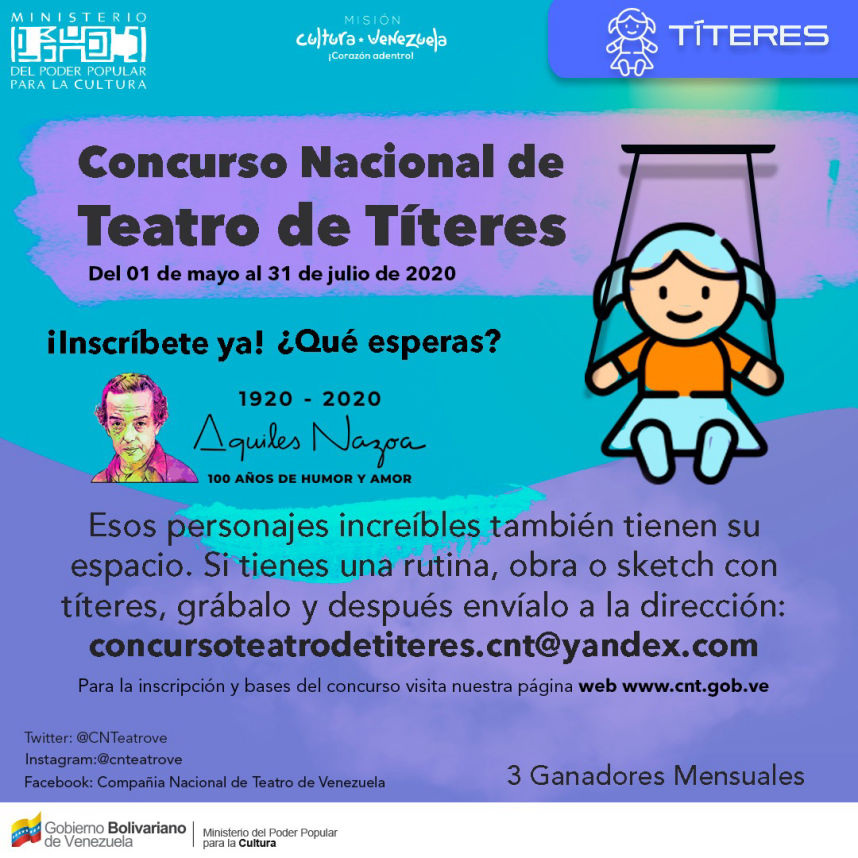 MINISTERIO
DEL PODER POPULAR
PARA LA CULTURA
MISIÓN
cultura • venezuela
¡Corazón adentro!
TÍTERES
Concurso Nacional de
Teatro de Títeres
Del 01 de mayo al 31 de julio de 2020
¡Inscríbete ya! ¿Qué esperas?
1920 - 2020
Aquiles Nazoa
100 AÑOS DE HUMOR Y AMOR
Esos personajes increíbles también tienen su
espacio. Si tienes una rutina, obra o sketch con
títeres, grábalo y después envíalo a la dirección:
concursoteatrodetiteres.cnt@yandex.com
Para la inscripción y bases del concurso visita nuestra página web www.cnt.gob.ve
Twitter: @CNTeatrove
Instagram:@cnteatrove
Facebook: Compañia Nacional de Teatro de Venezuela
3 Ganadores Mensuales
Gobierno Bolivariano
de Venezuela
Ministerio del Poder Popular
para la Cultura